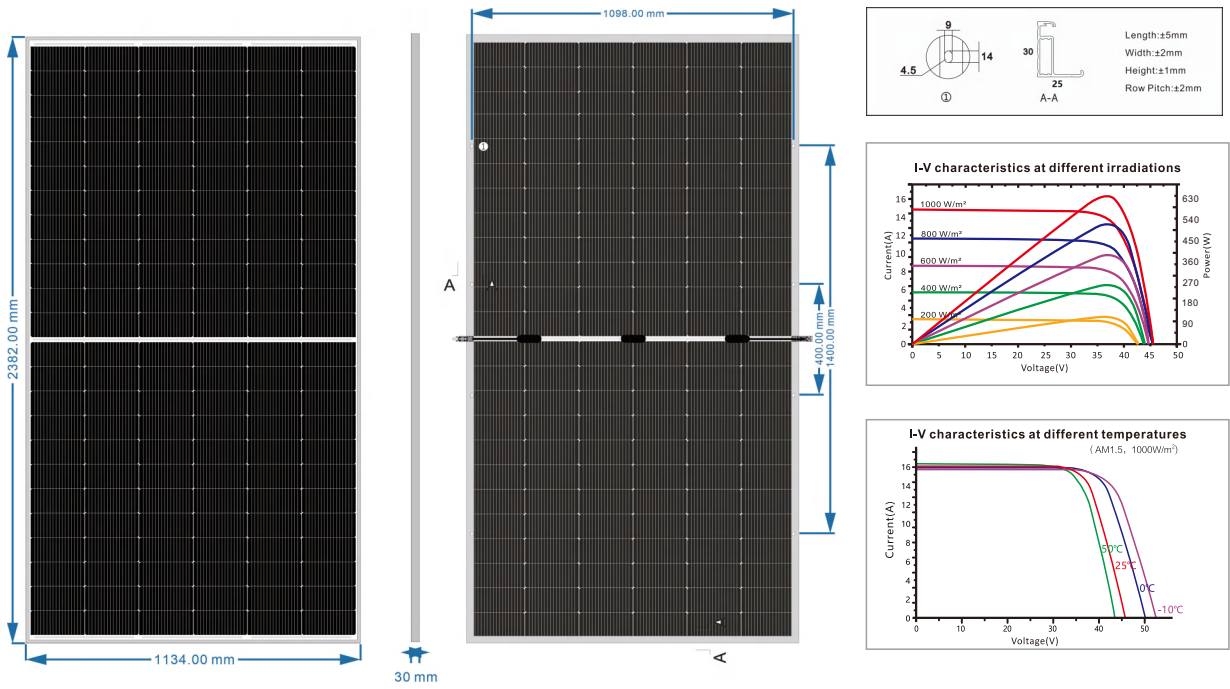 1098.00 mm
2382.00 mm
1134.00 mm
30 mm
①
A
400.00 mm
1400.00 mm
A
9
14
4.5
①
30
25
A-A
Length:±5mm
Width:±2mm
Height:±1mm
Row Pitch:±2mm
I-V characteristics at different irradiations
Current(A)
16
14
12
10
8
6
4
2
0
1000 W/m²
800 W/m²
600 W/m²
400 W/m²
200 W/m²
630
540
450
360
270
180
90
0
Power(W)
0 5 10 15 20 25 30 35 40 45 50
Voltage(V)
I-V characteristics at different temperatures
(AM1.5, 1000W/m²)
Current(A)
16
14
12
10
8
6
4
2
0
50℃
25℃
0℃
-10℃
0 10 20 30 40 50
Voltage(V)